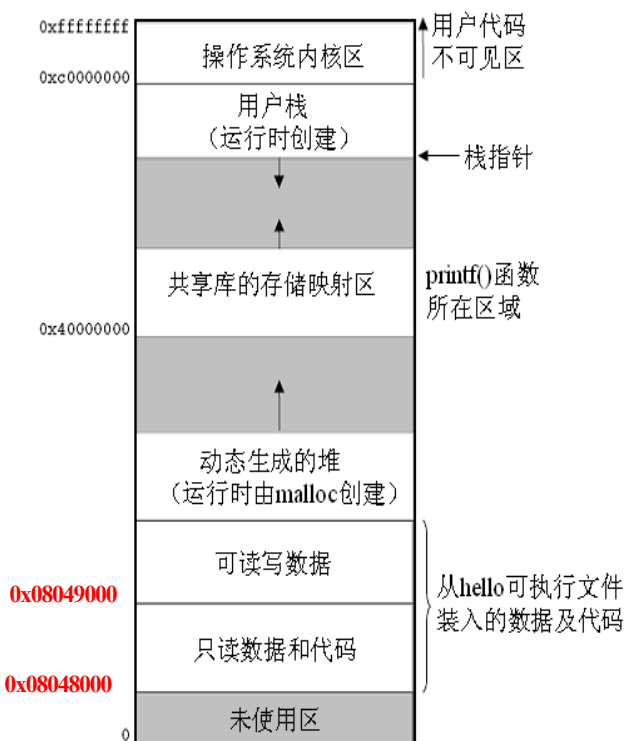 0xffffffff
操作系统内核区
用户代码
不可见区
0xc0000000
用户栈
（运行时创建）
栈指针
共享库的存储映射区
printf()函数
所在区域
0x40000000
动态生成的堆
（运行时由malloc创建）
可读写数据
从hello可执行文件
装入的数据及代码
0x08049000
只读数据和代码
0x08048000
未使用区
0